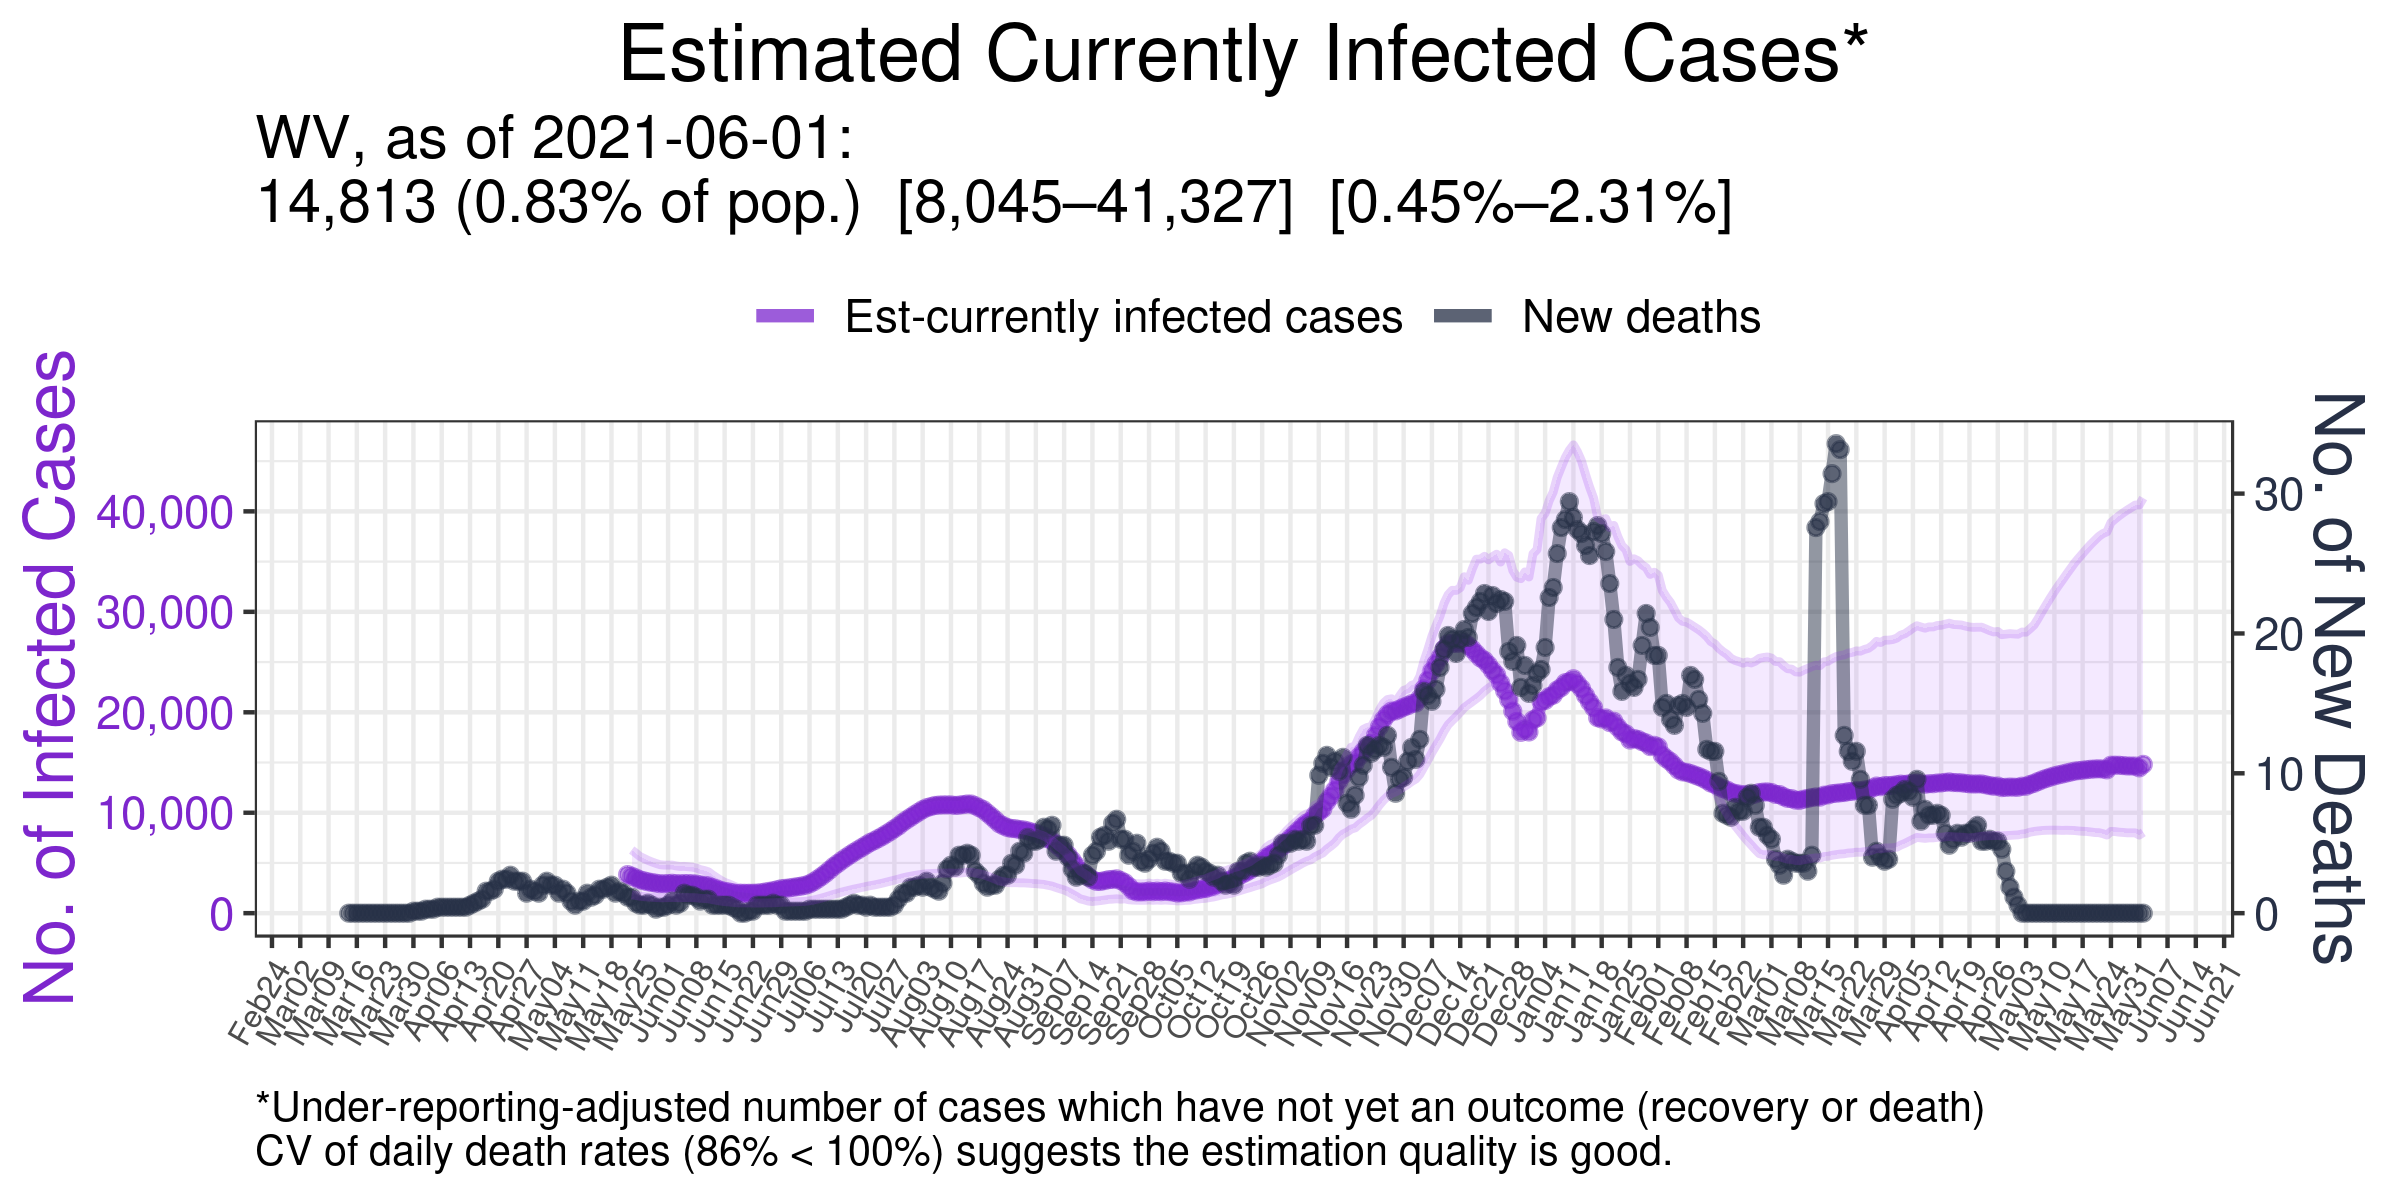 Estimated Currently Infected Cases*
WV, as of 2021-06-01:
14,813 (0.83% of pop.) [8,045–41,327] [0.45%–2.31%]
Est-currently infected cases New deaths
No. of Infected Cases
40,000
30,000
20,000
10,000
0
No. of New Deaths
30
20
10
0
Feb24 Mar02 Mar09 Mar16 Mar23 Mar30 Apr06 Apr13 Apr20 Apr27 May04 May11 May18 May25 Jun01 Jun08 Jun15 Jun22 Jun29 Jul06 Jul13 Jul20 Jul27 Aug03 Aug10 Aug17 Aug24 Aug31 Sep07 Sep14 Sep21 Sep28 Oct05 Oct12 Oct19 Oct26 Nov02 Nov09 Nov16 Nov23 Nov30 Dec07 Dec14 Dec21 Dec28 Jan04 Jan11 Jan18 Jan25 Feb01 Feb08 Feb15 Feb22 Mar01 Mar08 Mar15 Mar22 Mar29 Apr05 Apr12 Apr19 Apr26 May03 May10 May17 May24 May31 Jun07 Jun14 Jun21
*Under-reporting-adjusted number of cases which have not yet an outcome (recovery or death)
CV of daily death rates (86% < 100%) suggests the estimation quality is good.